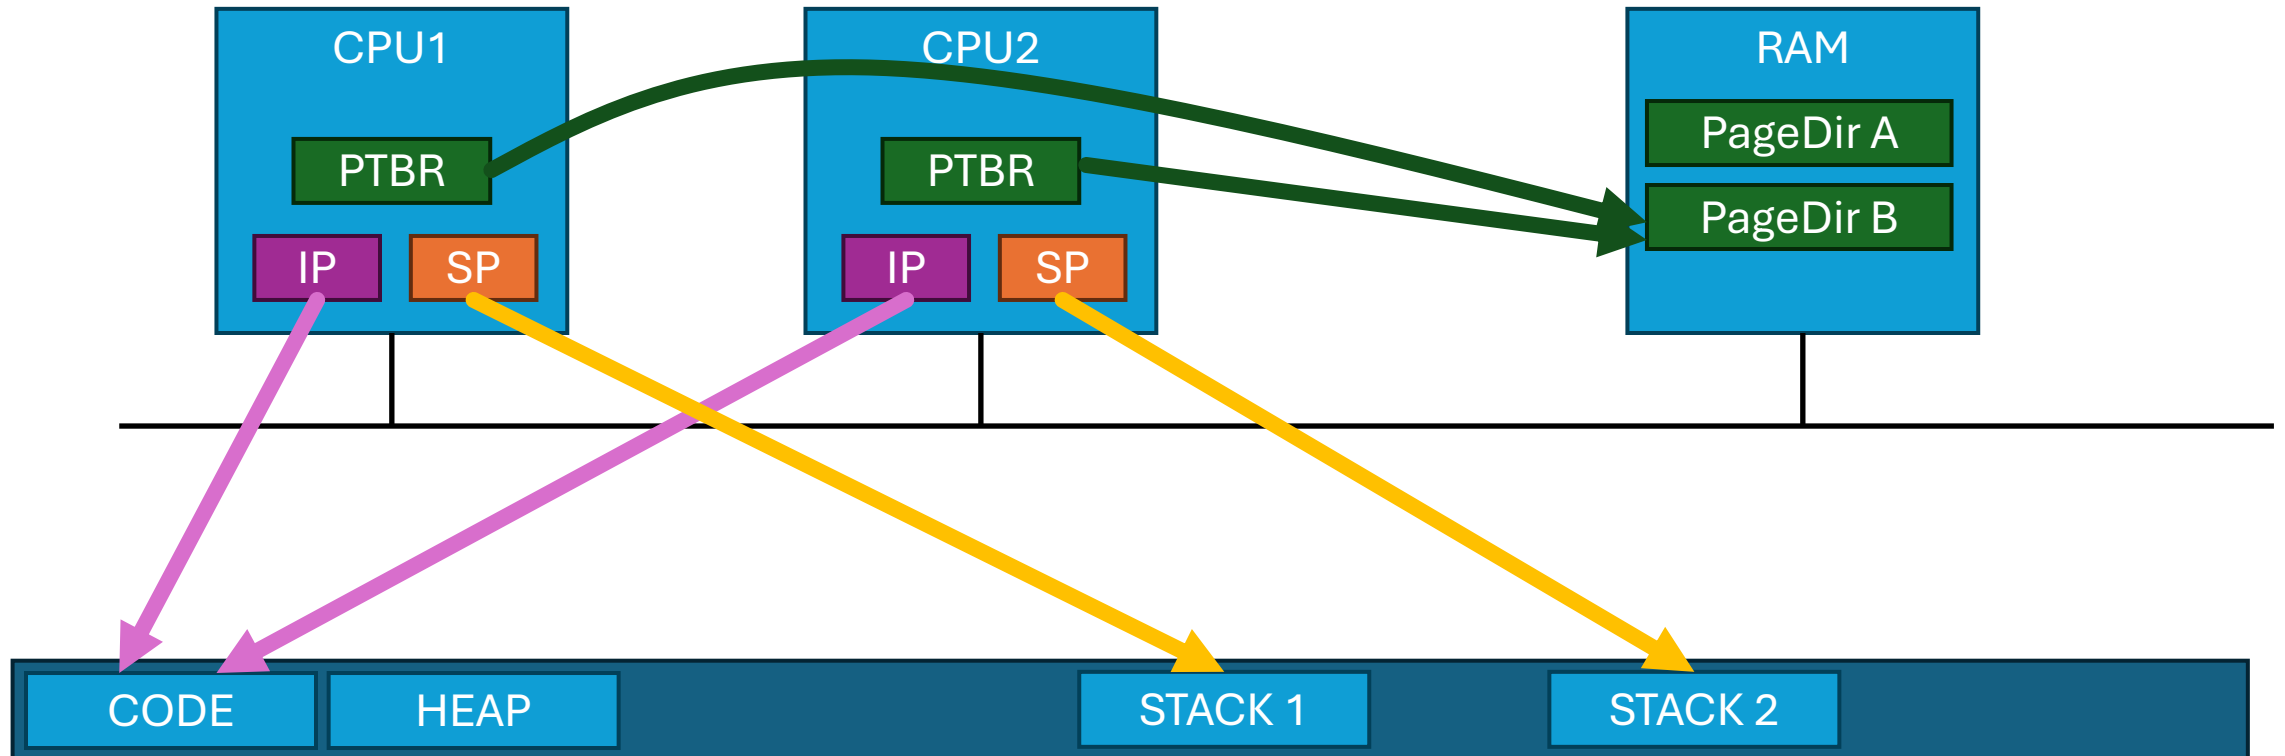 CPU1
CPU2
RAM
PTBR
PTBR
PageDir A
PageDir B
IP
SP
IP
SP
CODE
HEAP
STACK 1
STACK 2